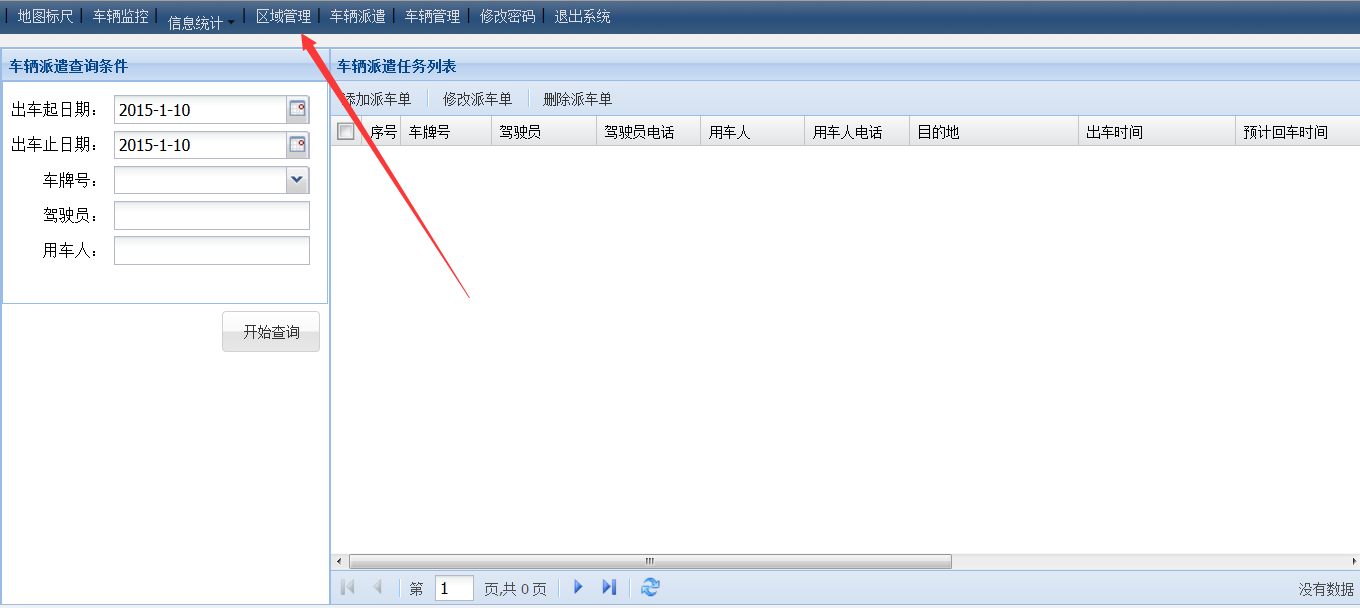 地图标尺 车辆监控 信息统计 区域管理 车辆派遣 车辆管理 修改密码 退出系统
车辆派遣查询条件
出车起日期： 2015-1-10
出车止日期： 2015-1-10
车牌号：
驾驶员：
用车人：
开始查询
车辆派遣任务列表
添加派车单 修改派车单 删除派车单
序号 车牌号 驾驶员 驾驶员电话 用车人 用车人电话 目的地 出车时间 预计回车时间
第 1 页,共 0 页 没有数据